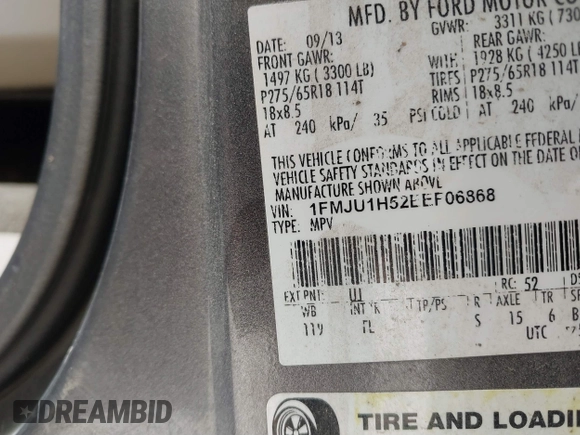 MFD. BY FORD MOTOR CO
DATE: 09/13
GVWR: 3311 KG (730
FRONT GAWR:
REAR GAWR:
1497 KG ( 3300 LB)
WITH 1928 KG ( 4250 LB
P275/65R18 114T
TIRES P275/65R18 114T
18x8.5
RIMS 18x8.5
AT 240 kPa/ 35 PSI COLD AT 240 kPa/
THIS VEHICLE CONFORMS TO ALL APPLICABLE FEDERAL
VEHICLE SAFETY STANDARDS IN EFFECT ON THE DATE O
MANUFACTURE SHOWN ABOVE
VIN: 1FMJU1H52EEF06868
TYPE: MPV
EXT PNT: UJ RC: 52
WB INT TR TP/PS R AXLE TR
119 FL S 15 6 B
UTC
TIRE AND LOADIN
DREAMBID